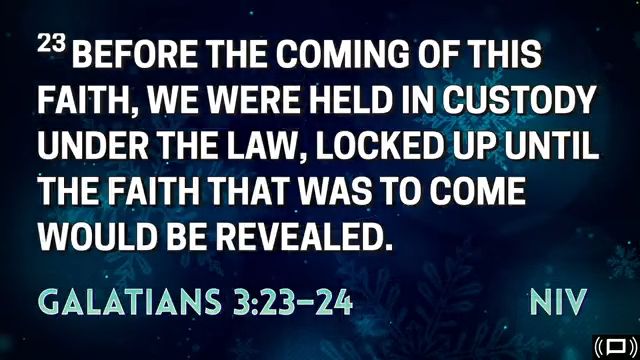 23 BEFORE THE COMING OF THIS
FAITH, WE WERE HELD IN CUSTODY
UNDER THE LAW, LOCKED UP UNTIL
THE FAITH THAT WAS TO COME
WOULD BE REVEALED.
GALATIANS 3:23–24 NIV